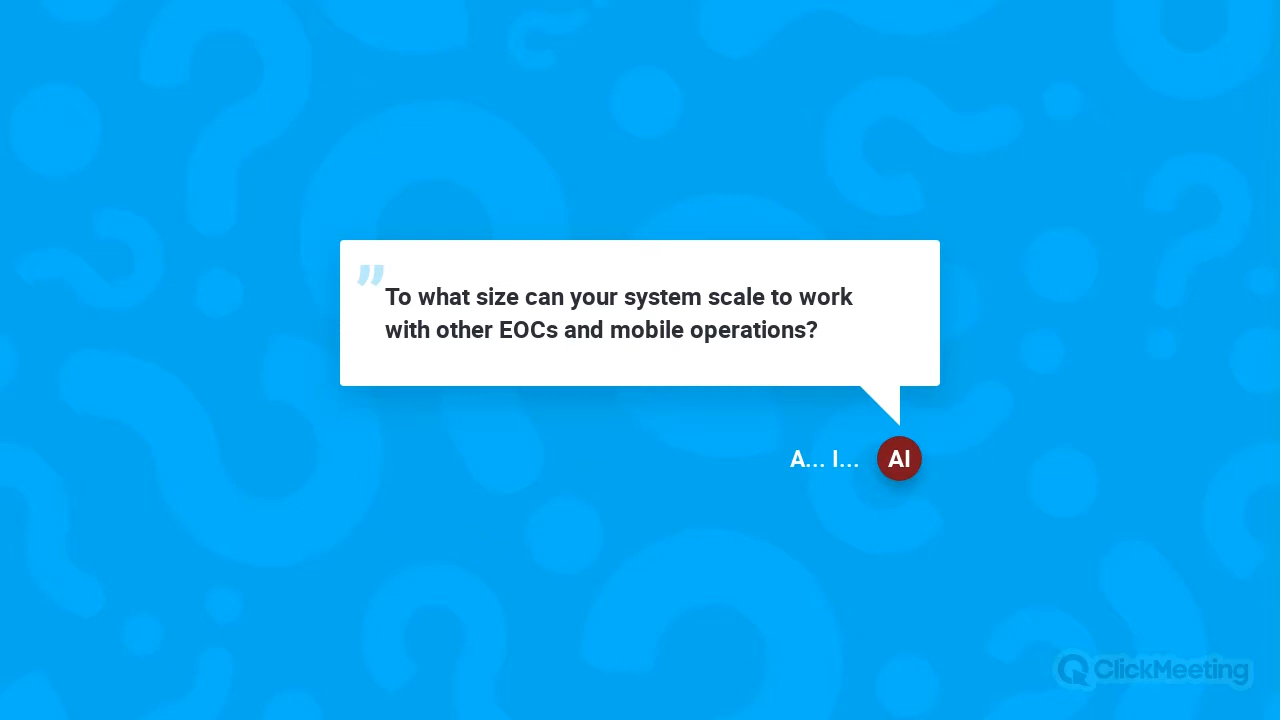 ”
To what size can your system scale to work
with other EOCs and mobile operations?
A... I... AI
ClickMeeting